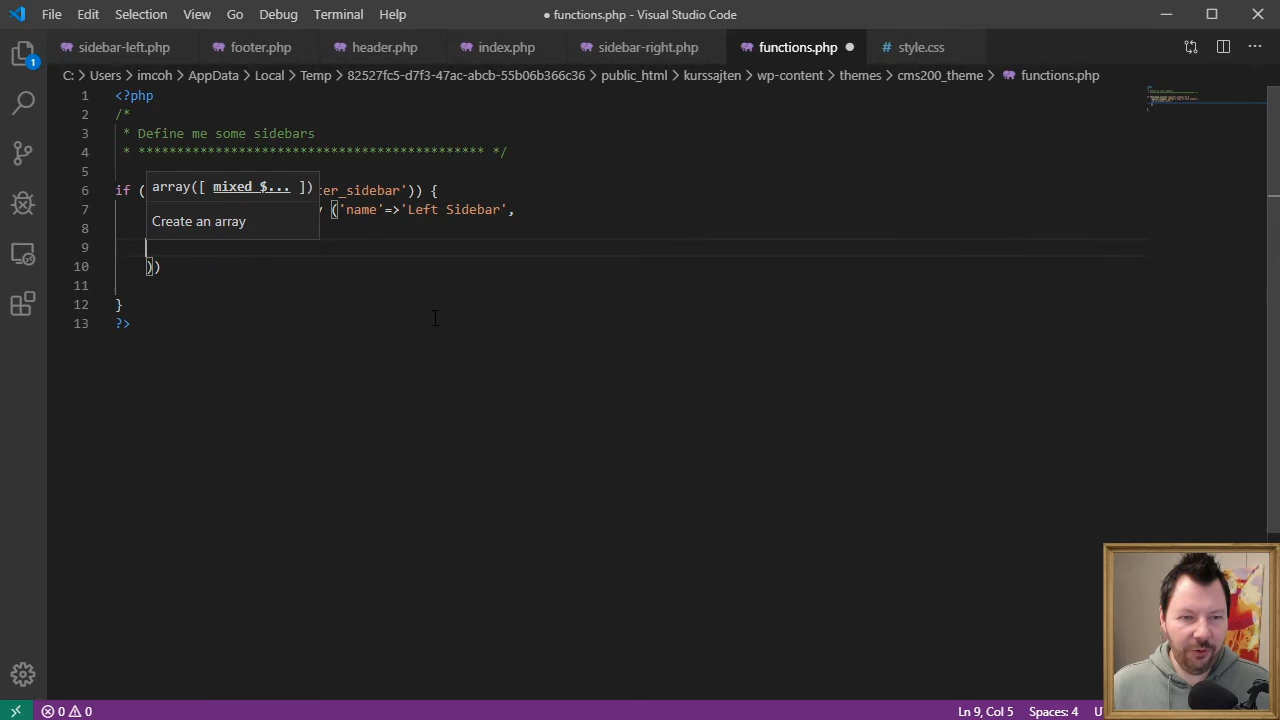 File Edit Selection View Go Debug Terminal Help
● functions.php - Visual Studio Code
sidebar-left.php footer.php header.php index.php sidebar-right.php functions.php style.css
1
C: > Users > imcoh > AppData > Local > Temp > 82527fc5-d7f3-47ac-abcb-55b06b366c36 > public_html > kurssajten > wp-content > themes > cms200_theme > functions.php
1 <?php
2 /*
3 * Define me some sidebars
4 * ********************************************* */
5
6 if ( ter_sidebar')) {
7 ('name'=>'Left Sidebar',
8
9
10 ))
11
12 }
13 ?>
array([ mixed $... ])
Create an array
0 0 Ln 9, Col 5 Spaces: 4